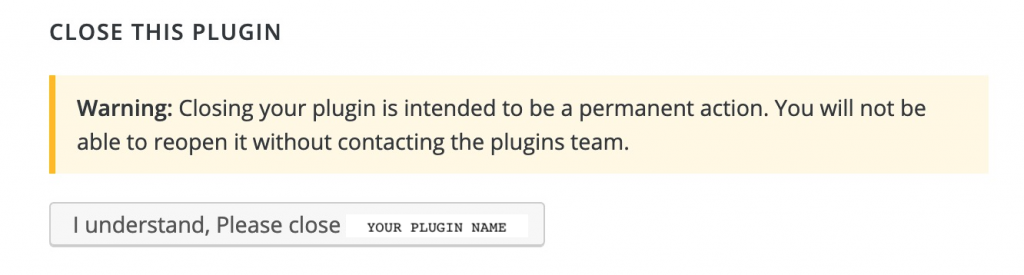 CLOSE THIS PLUGIN
Warning: Closing your plugin is intended to be a permanent action. You will not be
able to reopen it without contacting the plugins team.
I understand, Please close YOUR PLUGIN NAME